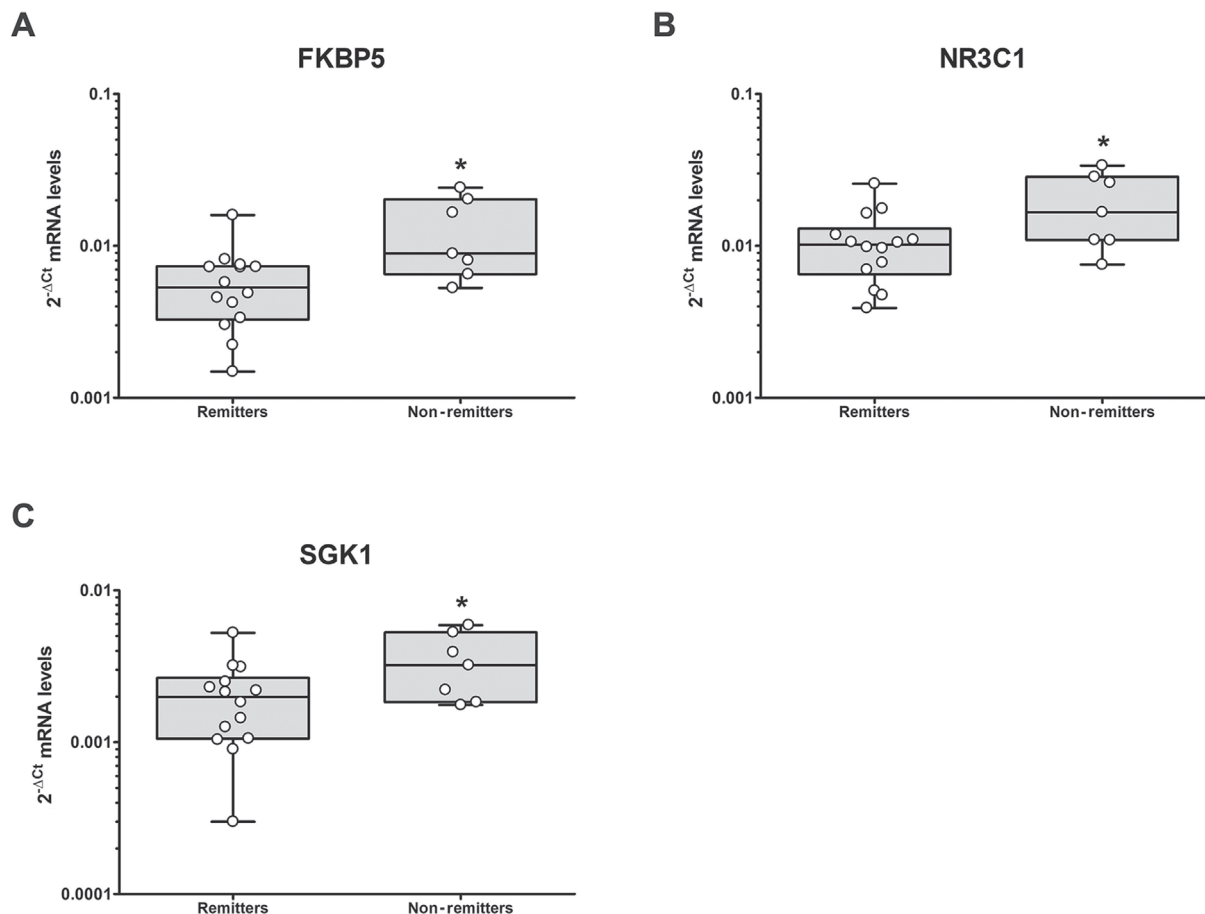 A
FKBP5
0.1
0.01
0.001
2-ΔCt mRNA levels
*
Remitters
Non-remitters
B
NR3C1
0.1
0.01
0.001
2-ΔCt mRNA levels
*
Remitters
Non-remitters
C
SGK1
0.01
0.001
0.0001
2-ΔCt mRNA levels
*
Remitters
Non-remitters